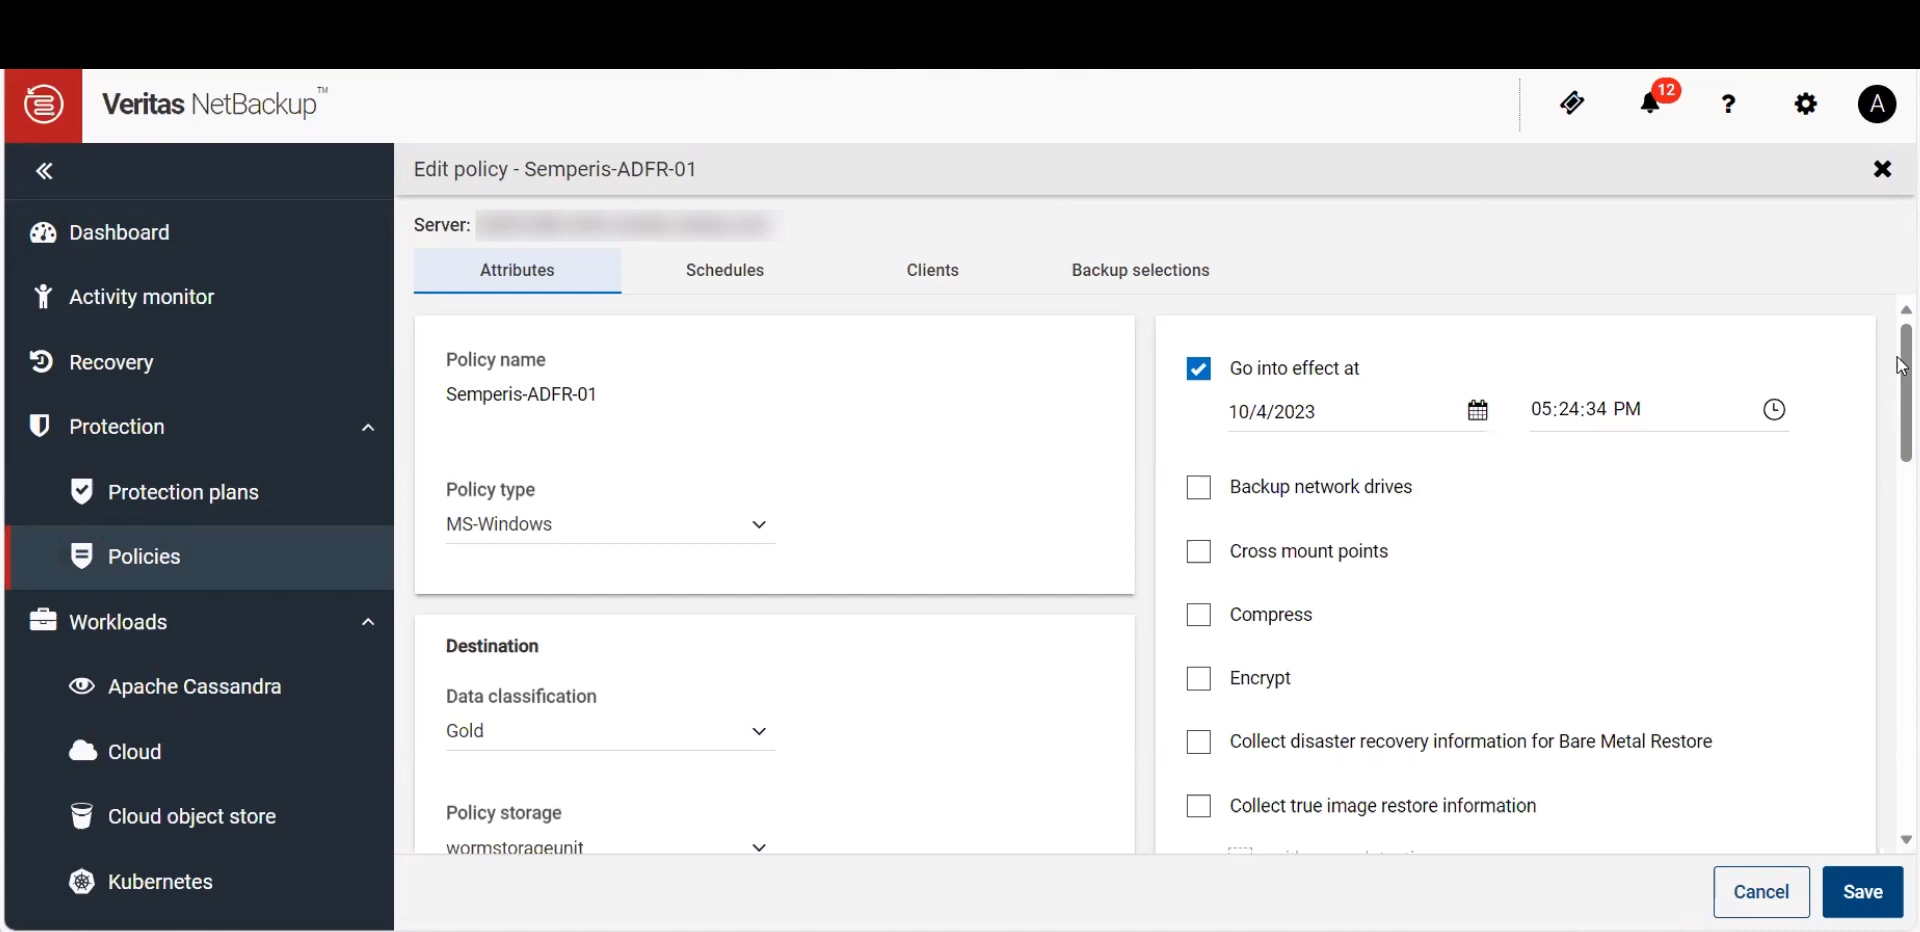 Veritas NetBackup™
12
?
A
Edit policy - Semperis-ADFR-01
Server:
Attributes
Schedules
Clients
Backup selections
Dashboard
Activity monitor
Recovery
Protection
Protection plans
Policies
Workloads
Apache Cassandra
Cloud
Cloud object store
Kubernetes
Policy name
Semperis-ADFR-01
Policy type
MS-Windows
Destination
Data classification
Gold
Policy storage
wormstorageunit
Go into effect at
10/4/2023
05:24:34 PM
Backup network drives
Cross mount points
Compress
Encrypt
Collect disaster recovery information for Bare Metal Restore
Collect true image restore information
Cancel
Save